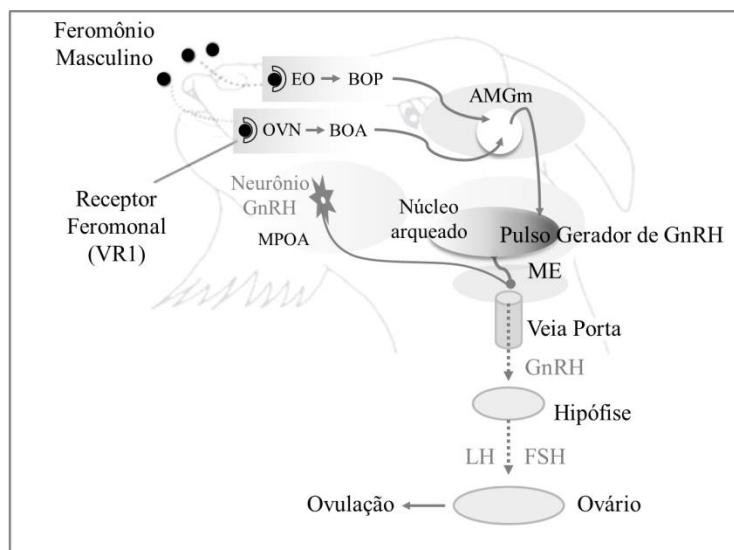 Feromônio
Masculino
EO
BOP
AMGm
OVN
BOA
Receptor
Feromonal
(VR1)
Neurônio
GnRH
MPOA
Núcleo
arqueado
Pulso Gerador de GnRH
ME
Veia Porta
GnRH
Hipófise
LH
FSH
Ovulação
Ovário